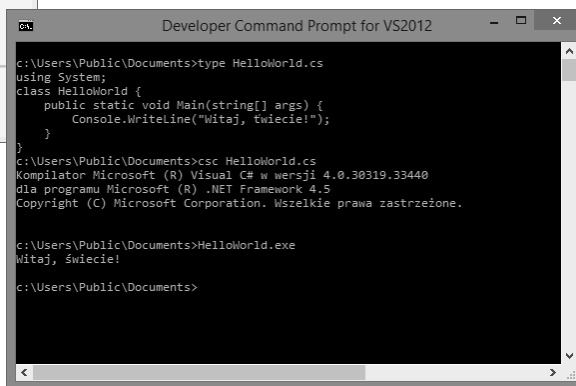 Developer Command Prompt for VS2012
c:\Users\Public\Documents>type HelloWorld.cs
using System;
class HelloWorld {
    public static void Main(string[] args) {
        Console.WriteLine("Witaj, ťwiecie!");
    }
}
c:\Users\Public\Documents>csc HelloWorld.cs
Kompilator Microsoft (R) Visual C# w wersji 4.0.30319.33440
dla programu Microsoft (R) .NET Framework 4.5
Copyright (C) Microsoft Corporation. Wszelkie prawa zastrzeżone.
c:\Users\Public\Documents>HelloWorld.exe
Witaj, świecie!
c:\Users\Public\Documents>